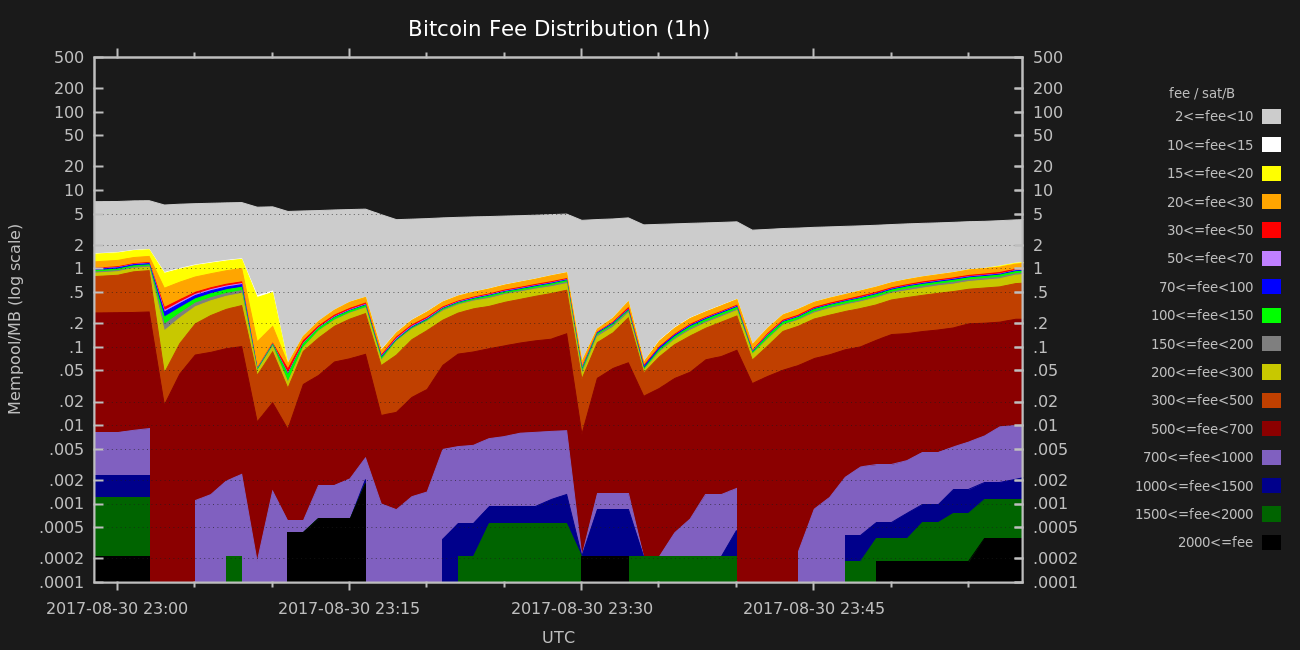 Bitcoin Fee Distribution (1h)
500 500
200 200
100 100
50 50
20 20
10 10
5 5
2 2
1 1
.5 .5
.2 .2
.1 .1
.05 .05
.02 .02
.01 .01
.005 .005
.002 .002
.001 .001
.0005 .0005
.0002 .0002
.0001 .0001
Mempool/MB (log scale)
2017-08-30 23:00 2017-08-30 23:15 2017-08-30 23:30 2017-08-30 23:45
UTC
fee / sat/B
2<=fee<10
10<=fee<15
15<=fee<20
20<=fee<30
30<=fee<50
50<=fee<70
70<=fee<100
100<=fee<150
150<=fee<200
200<=fee<300
300<=fee<500
500<=fee<700
700<=fee<1000
1000<=fee<1500
1500<=fee<2000
2000<=fee